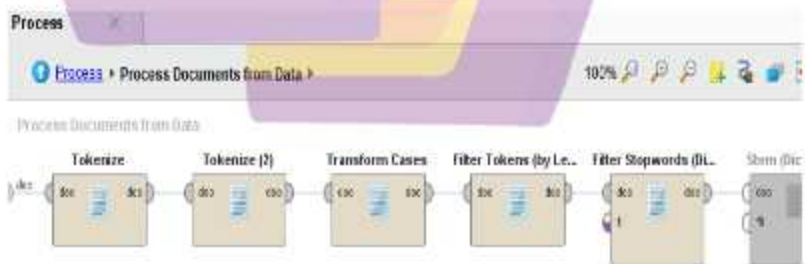 Process
Process ▸ Process Documents from Data ▸ 100%
Process Documents from Data
Tokenize Tokenize (2) Transform Cases Filter Tokens (by Le... Filter Stopwords (Di... Stem (Dic
doc doc doc doc doc doc doc doc doc doc doc doc